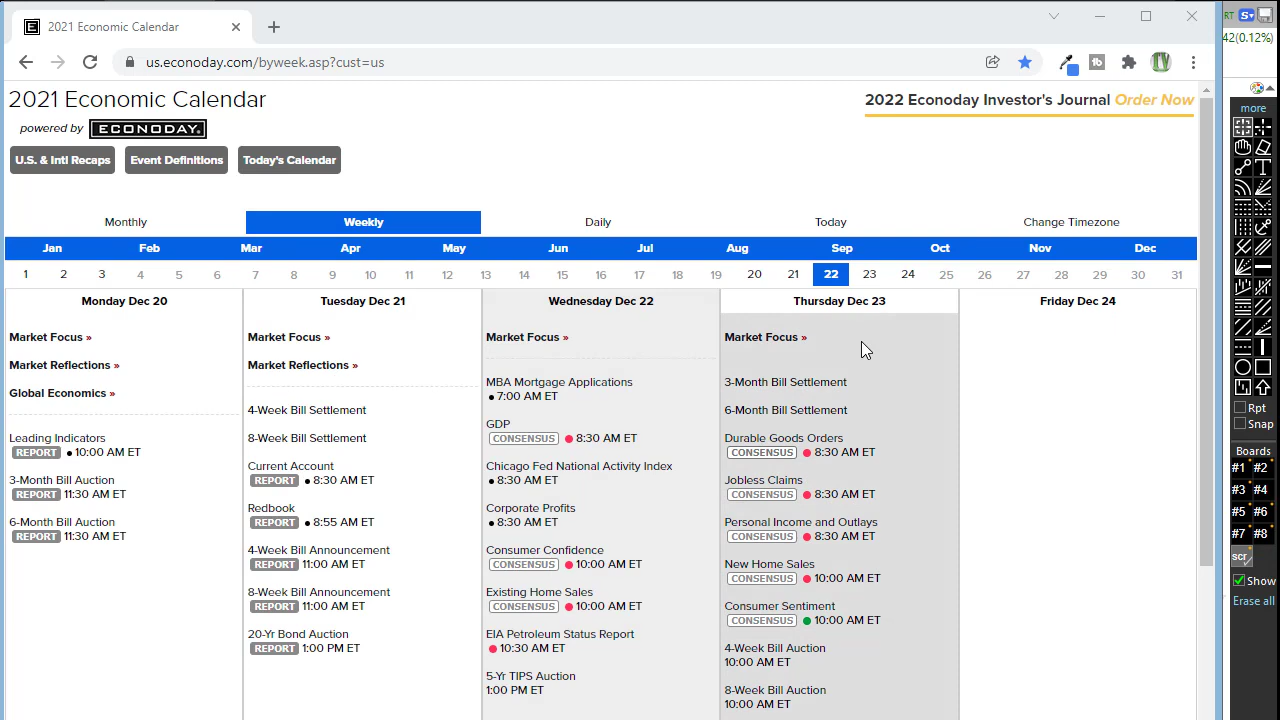 2021 Economic Calendar
us.econoday.com/byweek.asp?cust=us
RT
42(0.12%)
2021 Economic Calendar
powered by ECONODAY.
2022 Econoday Investor's Journal Order Now
U.S. & Intl Recaps Event Definitions Today's Calendar
Monthly Weekly Daily Today Change Timezone
Jan Feb Mar Apr May Jun Jul Aug Sep Oct Nov Dec
1 2 3 4 5 6 7 8 9 10 11 12 13 14 15 16 17 18 19 20 21 22 23 24 25 26 27 28 29 30 31
Monday Dec 20
Market Focus »
Market Reflections »
Global Economics »
Leading Indicators
REPORT • 10:00 AM ET
3-Month Bill Auction
REPORT 11:30 AM ET
6-Month Bill Auction
REPORT 11:30 AM ET
Tuesday Dec 21
Market Focus »
Market Reflections »
4-Week Bill Settlement
8-Week Bill Settlement
Current Account
REPORT • 8:30 AM ET
Redbook
REPORT • 8:55 AM ET
4-Week Bill Announcement
REPORT 11:00 AM ET
8-Week Bill Announcement
REPORT 11:00 AM ET
20-Yr Bond Auction
REPORT 1:00 PM ET
Wednesday Dec 22
Market Focus »
MBA Mortgage Applications
• 7:00 AM ET
GDP
CONSENSUS • 8:30 AM ET
Chicago Fed National Activity Index
• 8:30 AM ET
Corporate Profits
• 8:30 AM ET
Consumer Confidence
CONSENSUS • 10:00 AM ET
Existing Home Sales
CONSENSUS • 10:00 AM ET
EIA Petroleum Status Report
• 10:30 AM ET
5-Yr TIPS Auction
1:00 PM ET
Thursday Dec 23
Market Focus »
3-Month Bill Settlement
6-Month Bill Settlement
Durable Goods Orders
CONSENSUS • 8:30 AM ET
Jobless Claims
CONSENSUS • 8:30 AM ET
Personal Income and Outlays
CONSENSUS • 8:30 AM ET
New Home Sales
CONSENSUS • 10:00 AM ET
Consumer Sentiment
CONSENSUS • 10:00 AM ET
4-Week Bill Auction
10:00 AM ET
8-Week Bill Auction
10:00 AM ET
Friday Dec 24
more
Rpt
Snap
Boards
#1 #2
#3 #4
#5 #6
#7 #8
scr
Show
Erase all